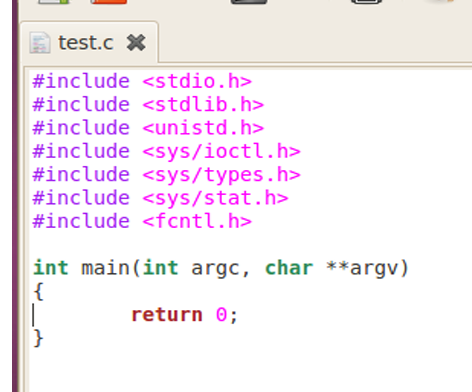 test.c
#include <stdio.h>
#include <stdlib.h>
#include <unistd.h>
#include <sys/ioctl.h>
#include <sys/types.h>
#include <sys/stat.h>
#include <fcntl.h>

int main(int argc, char **argv)
{
        return 0;
}